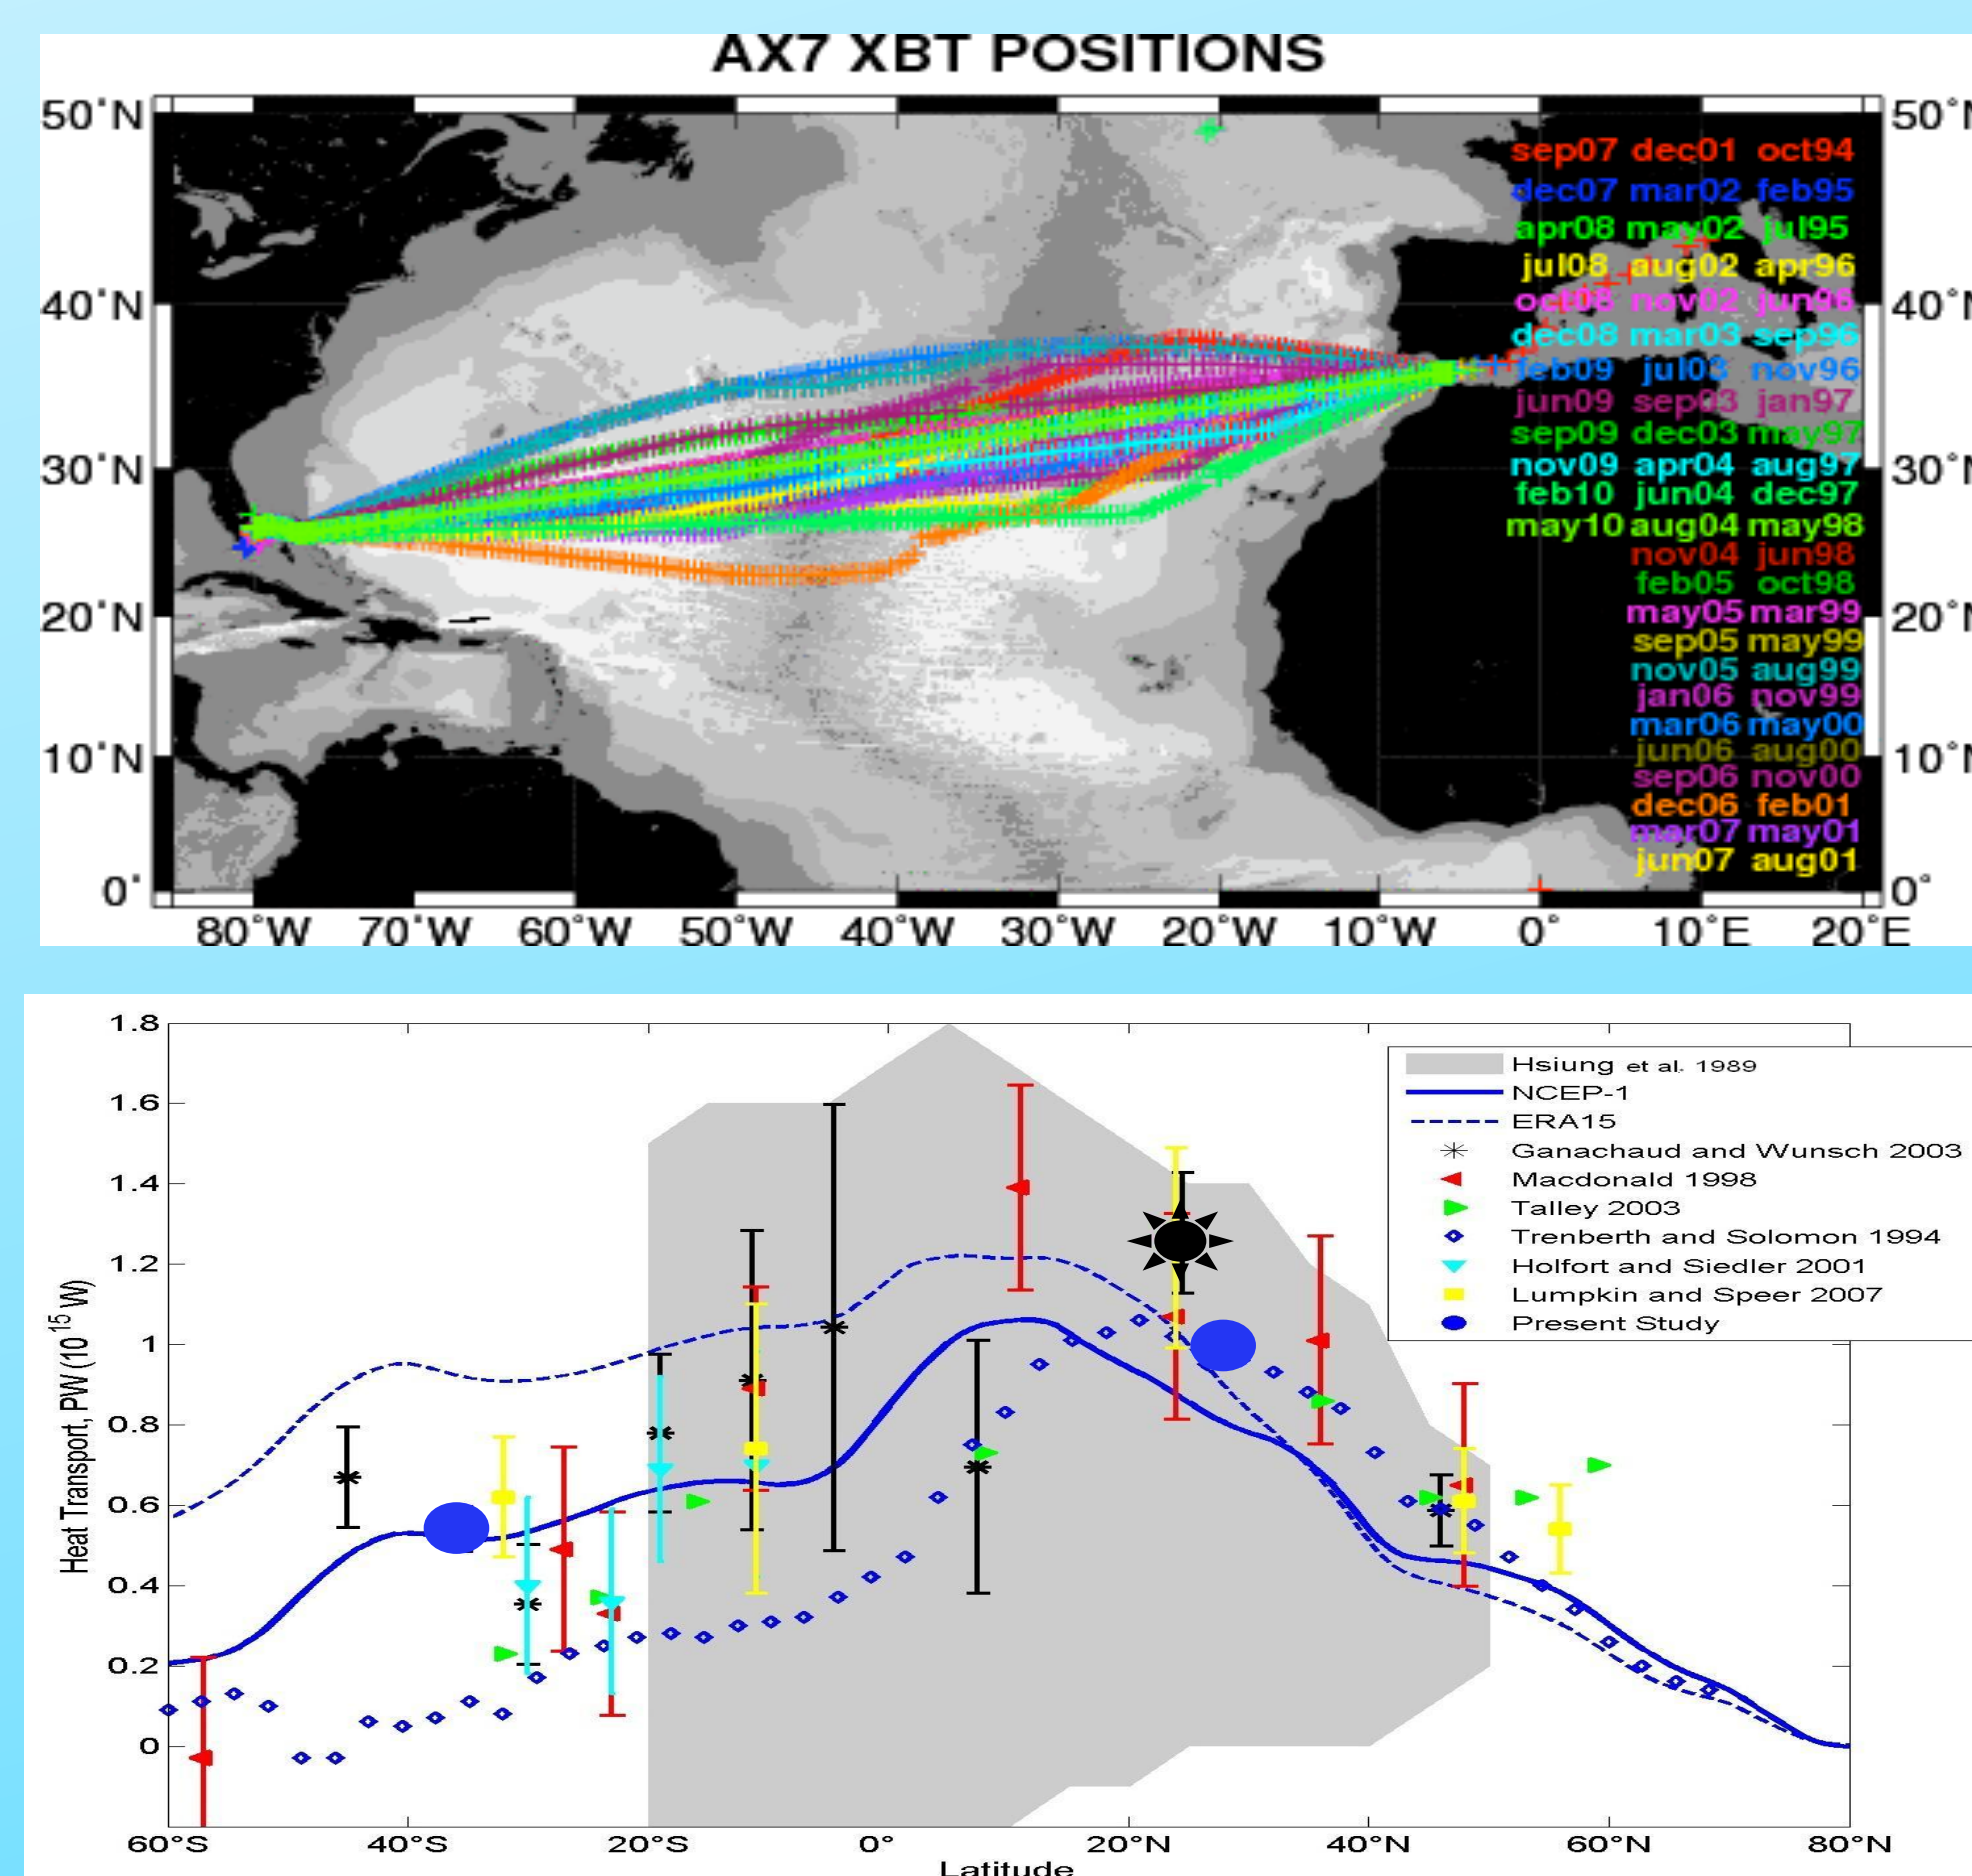 AX7 XBT POSITIONS
50°N
40°N
30°N
20°N
10°N
0°
80°W 70°W 60°W 50°W 40°W 30°W 20°W 10°W 0° 10°E 20°E
50°N
40°N
30°N
20°N
10°N
0°
sep07 dec01 oct94
dec07 mar02 feb95
apr08 may02 jul95
jul08 aug02 apr96
oct08 nov02 jun96
dec08 mar03 sep96
feb09 jul03 nov96
jun09 sep03 jan97
sep09 dec03 may97
nov09 apr04 aug97
feb10 jun04 dec97
may10 aug04 may98
nov04 jun98
feb05 oct98
may05 mar99
sep05 may99
nov05 aug99
jan06 nov99
mar06 may00
jun06 aug00
sep06 nov00
dec06 feb01
mar07 may01
jun07 aug01
Heat Transport, PW (10 15 W)
1.8
1.6
1.4
1.2
1
0.8
0.6
0.4
0.2
0
60°S 40°S 20°S 0° 20°N 40°N 60°N 80°N
Latitude
Hsiung et al. 1989
NCEP-1
ERA15
Ganachaud and Wunsch 2003
Macdonald 1998
Talley 2003
Trenberth and Solomon 1994
Holfort and Siedler 2001
Lumpkin and Speer 2007
Present Study